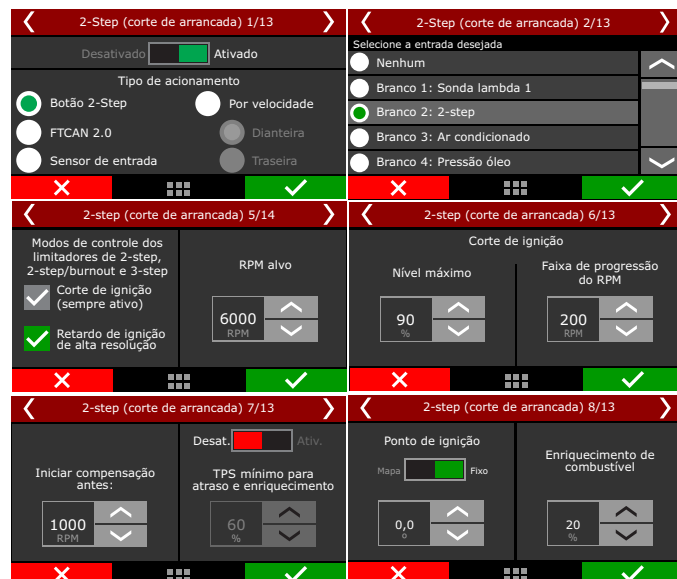 2-Step (corte de arrancada) 1/13
Desativado
Ativado
Tipo de acionamento
Botão 2-Step
Por velocidade
FTCAN 2.0
Dianteira
Sensor de entrada
Traseira
2-Step (corte de arrancada) 2/13
Selecione a entrada desejada
Nenhum
Branco 1: Sonda lambda 1
Branco 2: 2-step
Branco 3: Ar condicionado
Branco 4: Pressão óleo
2-step (corte de arrancada) 5/14
Modos de controle dos
limitadores de 2-step,
2-step/burnout e 3-step
Corte de ignição
(sempre ativo)
Retardo de ignição
de alta resolução
RPM alvo
6000
RPM
2-step (corte de arrancada) 6/13
Corte de ignição
Nível máximo
90
%
Faixa de progressão
do RPM
200
RPM
2-step (corte de arrancada) 7/13
Iniciar compensação
antes:
1000
RPM
Desat.
Ativ.
TPS mínimo para
atraso e enriquecimento
60
%
2-step (corte de arrancada) 8/13
Ponto de ignição
Mapa
Fixo
0,0
°
Enriquecimento de
combustível
20
%